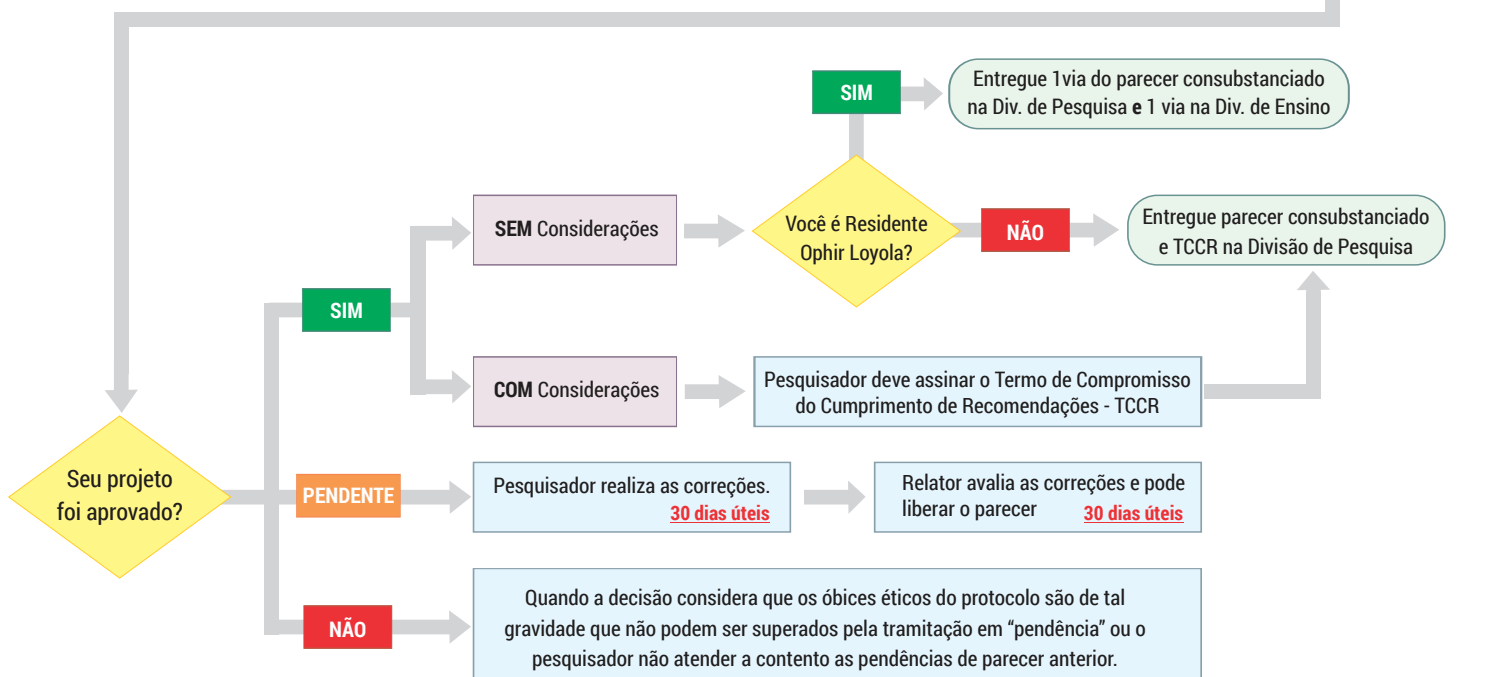 SIM
Entregue 1via do parecer consubstanciado
na Div. de Pesquisa e 1 via na Div. de Ensino
SEM Considerações
Você é Residente
Ophir Loyola?
NÃO
Entregue parecer consubstanciado
e TCCR na Divisão de Pesquisa
SIM
COM Considerações
Pesquisador deve assinar o Termo de Compromisso
do Cumprimento de Recomendações - TCCR
Seu projeto
foi aprovado?
PENDENTE
Pesquisador realiza as correções.
30 dias úteis
Relator avalia as correções e pode
liberar o parecer 30 dias úteis
NÃO
Quando a decisão considera que os óbices éticos do protocolo são de tal
gravidade que não podem ser superados pela tramitação em “pendência” ou o
pesquisador não atender a contento as pendências de parecer anterior.